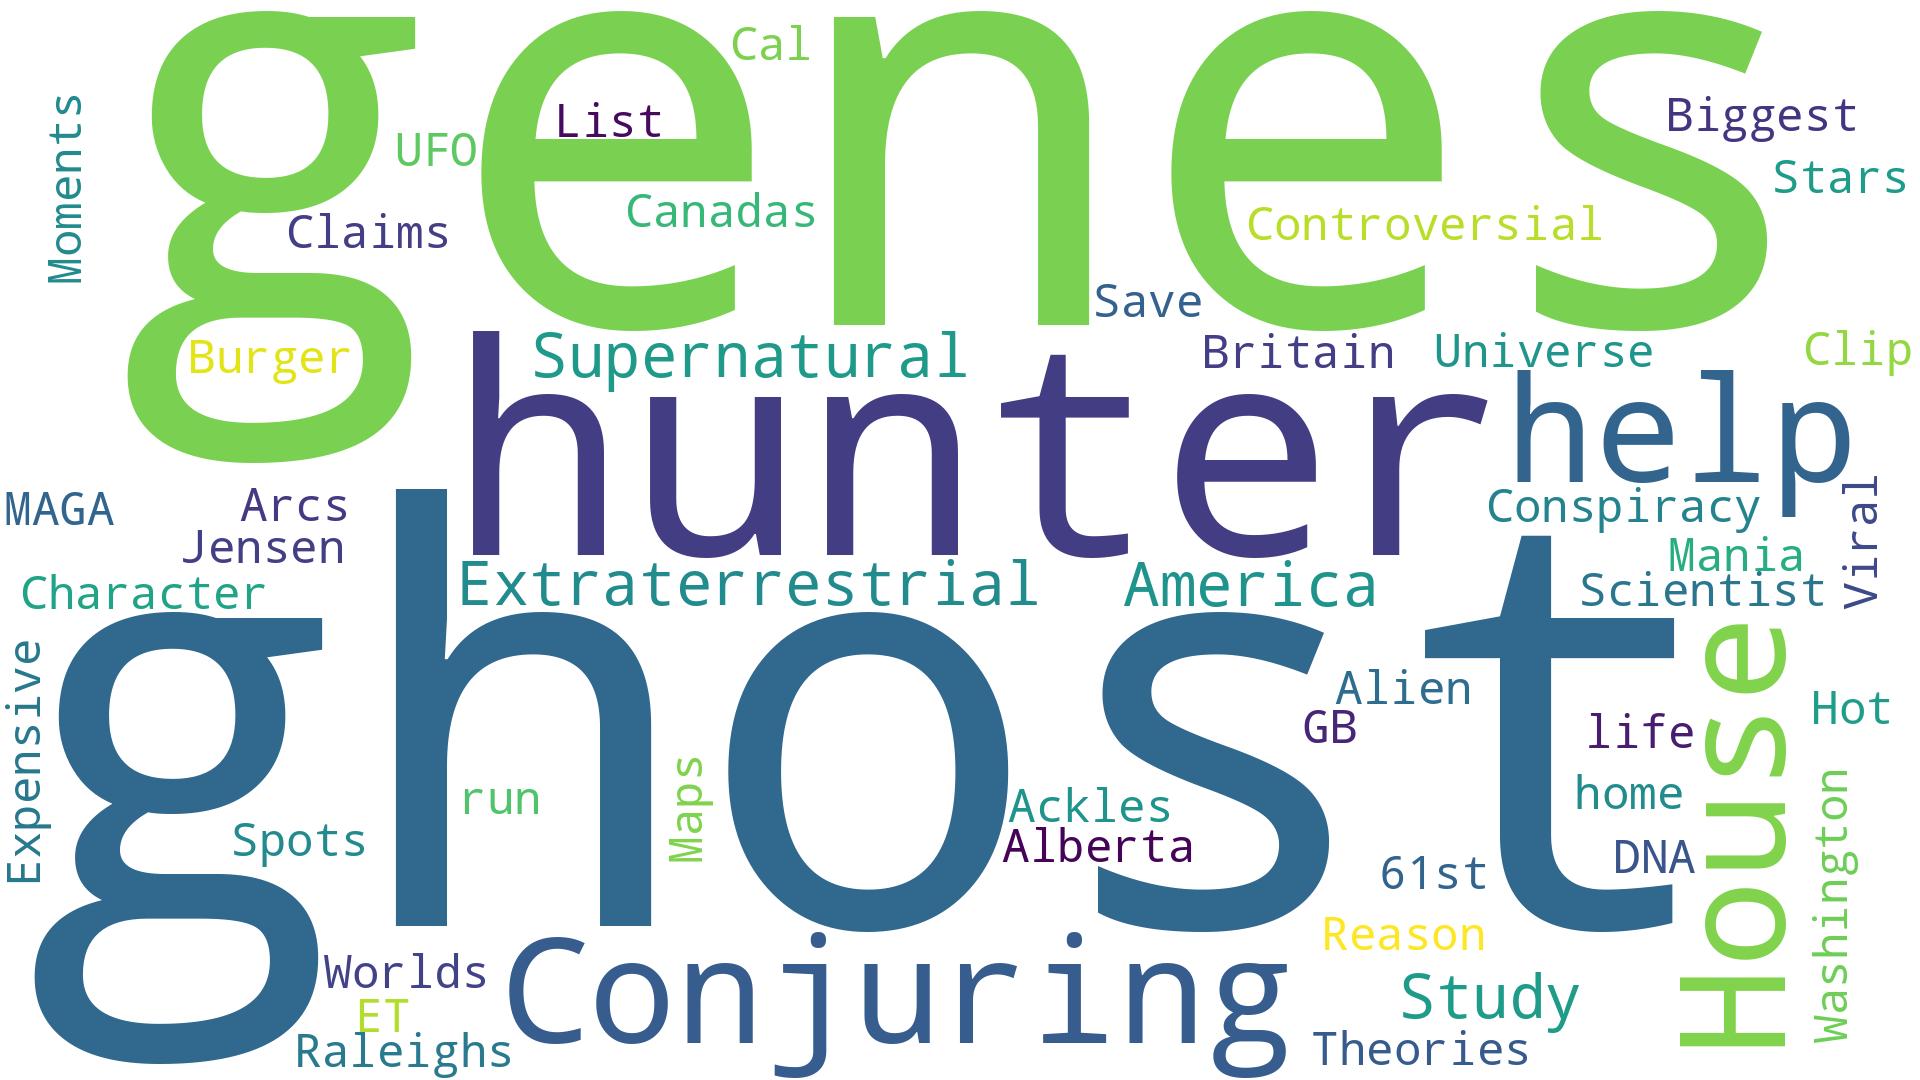 genes
Cal
List
Biggest
Moments
UFO
Stars
Canadas
Claims
Controversial
Save
Burger
Supernatural
Britain
Universe
Clip
hunter
help
MAGA
Arcs
Conspiracy
Viral
Jensen
Mania
Extraterrestrial
America
Character
Scientist
ghost
House
Expensive
Alien
GB
life
Hot
run
Maps
Ackles
home
Spots
Alberta
61st
DNA
Washington
Reason
Worlds
Conjuring
Study
ET
Raleighs
Theories